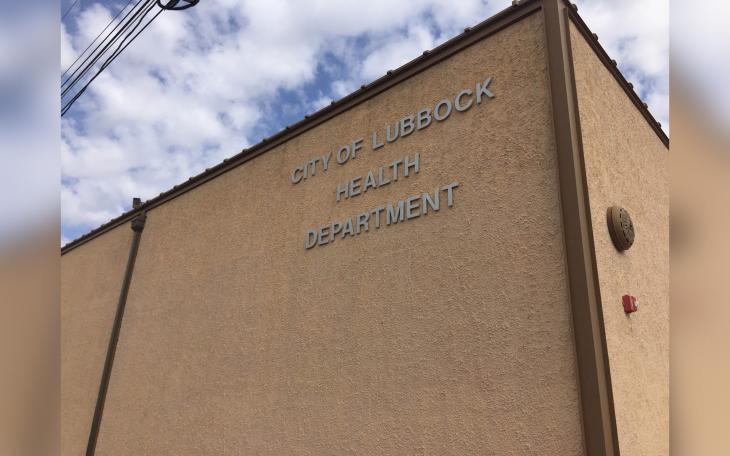 CITY OF LUBBOCK
HEALTH
DEPARTMENT